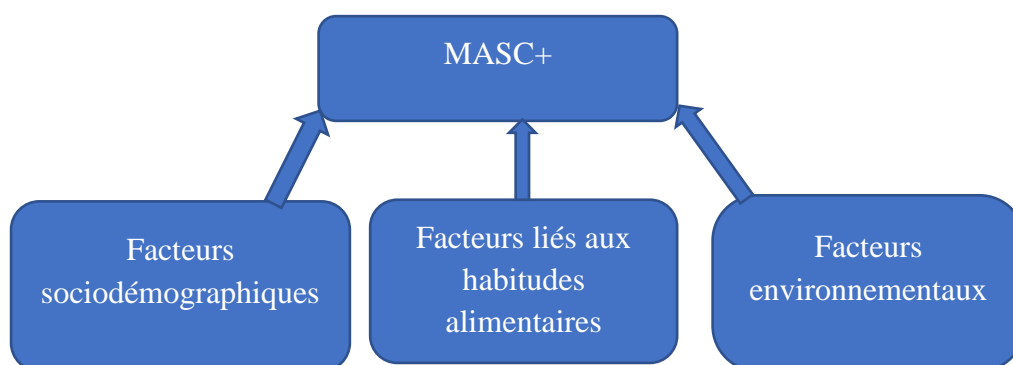 MASC+
Facteurs
sociodémographiques
Facteurs liés aux
habitudes
alimentaires
Facteurs
environnementaux